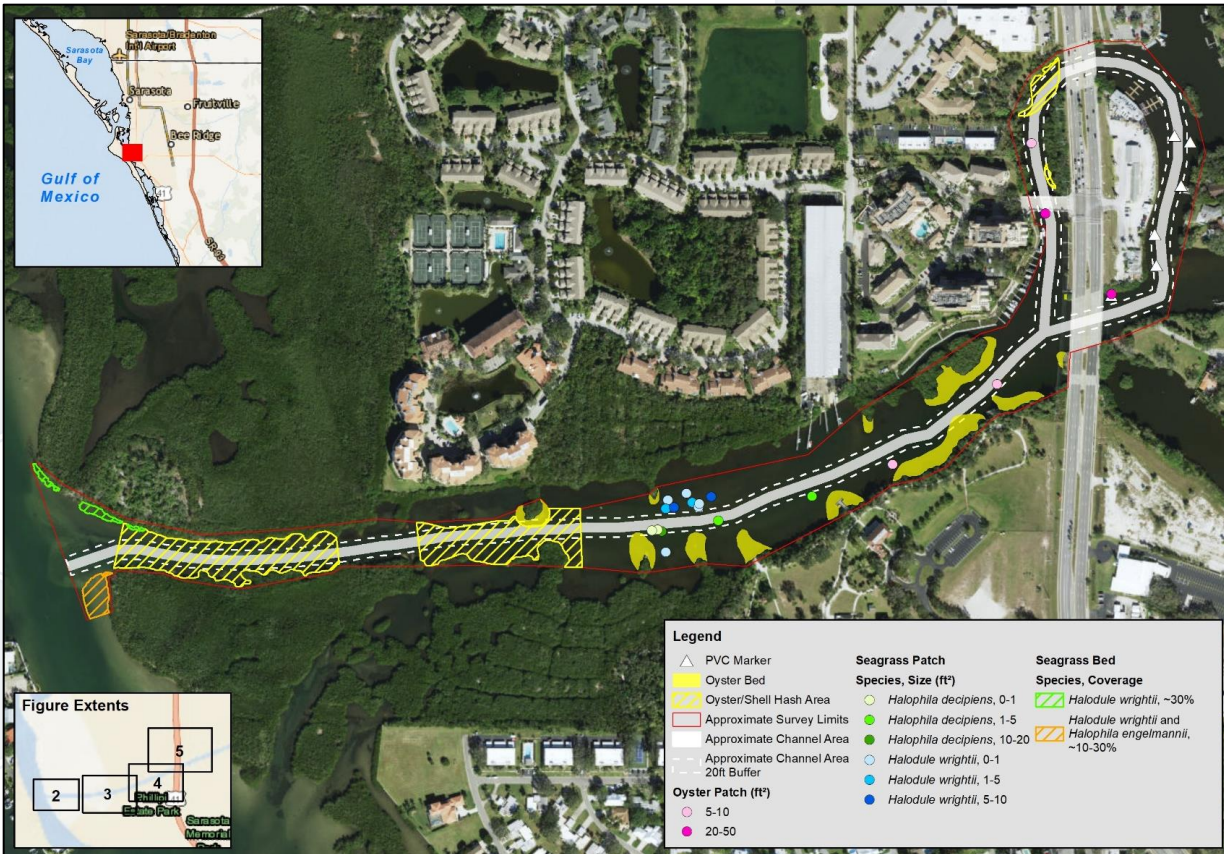 Sarasota
Bay
Sarasota/Bradenton
Int'l Airport
Sarasota
Fruitville
Bee Ridge
Gulf of
Mexico
41
Figure Extents
5
4
2
3
Estate Park
Sarasota
Memorial
Legend
PVC Marker
Oyster Bed
Oyster/Shell Hash Area
Approximate Survey Limits
Approximate Channel Area
Approximate Channel Area
20ft Buffer
Oyster Patch (ft²)
5-10
20-50
Seagrass Patch
Species, Size (ft²)
Halophila decipiens, 0-1
Halophila decipiens, 1-5
Halophila decipiens, 10-20
Halodule wrightii, 0-1
Halodule wrightii, 1-5
Halodule wrightii, 5-10
Seagrass Bed
Species, Coverage
Halodule wrightii, ~30%
Halodule wrightii and
Halophila engelmannii,
~10-30%